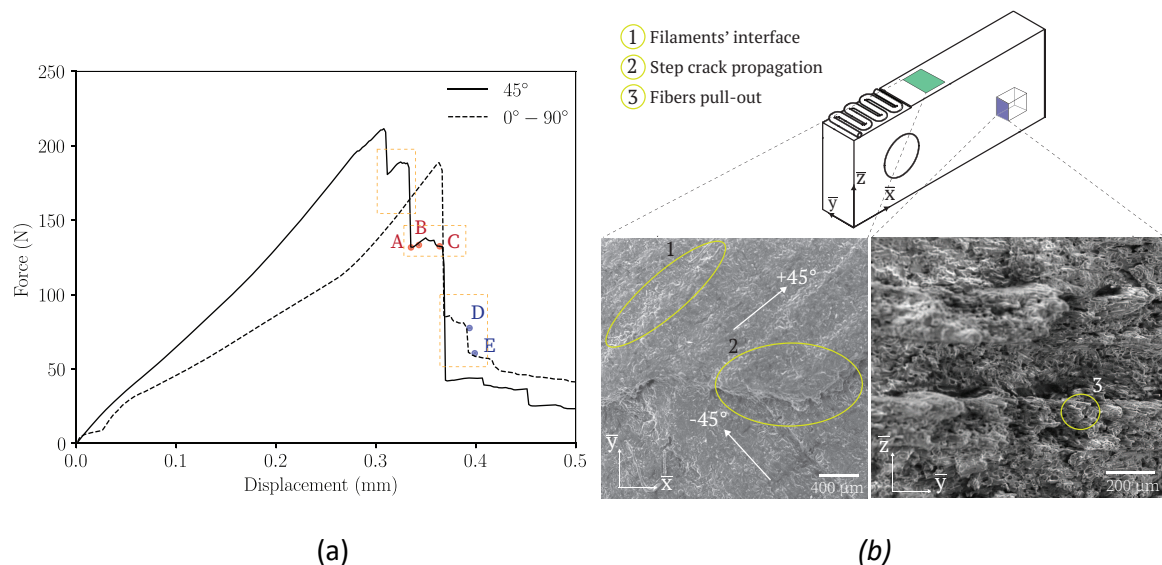 250
200
150
100
50
0
0.0
0.1
0.2
0.3
0.4
0.5
Force (N)
Displacement (mm)
45°
0° − 90°
A
B
C
D
E
(a)
1 Filaments' interface
2 Step crack propagation
3 Fibers pull-out
z
x
y
1
+45°
2
-45°
y
x
400 µm
3
z
y
200 µm
(b)